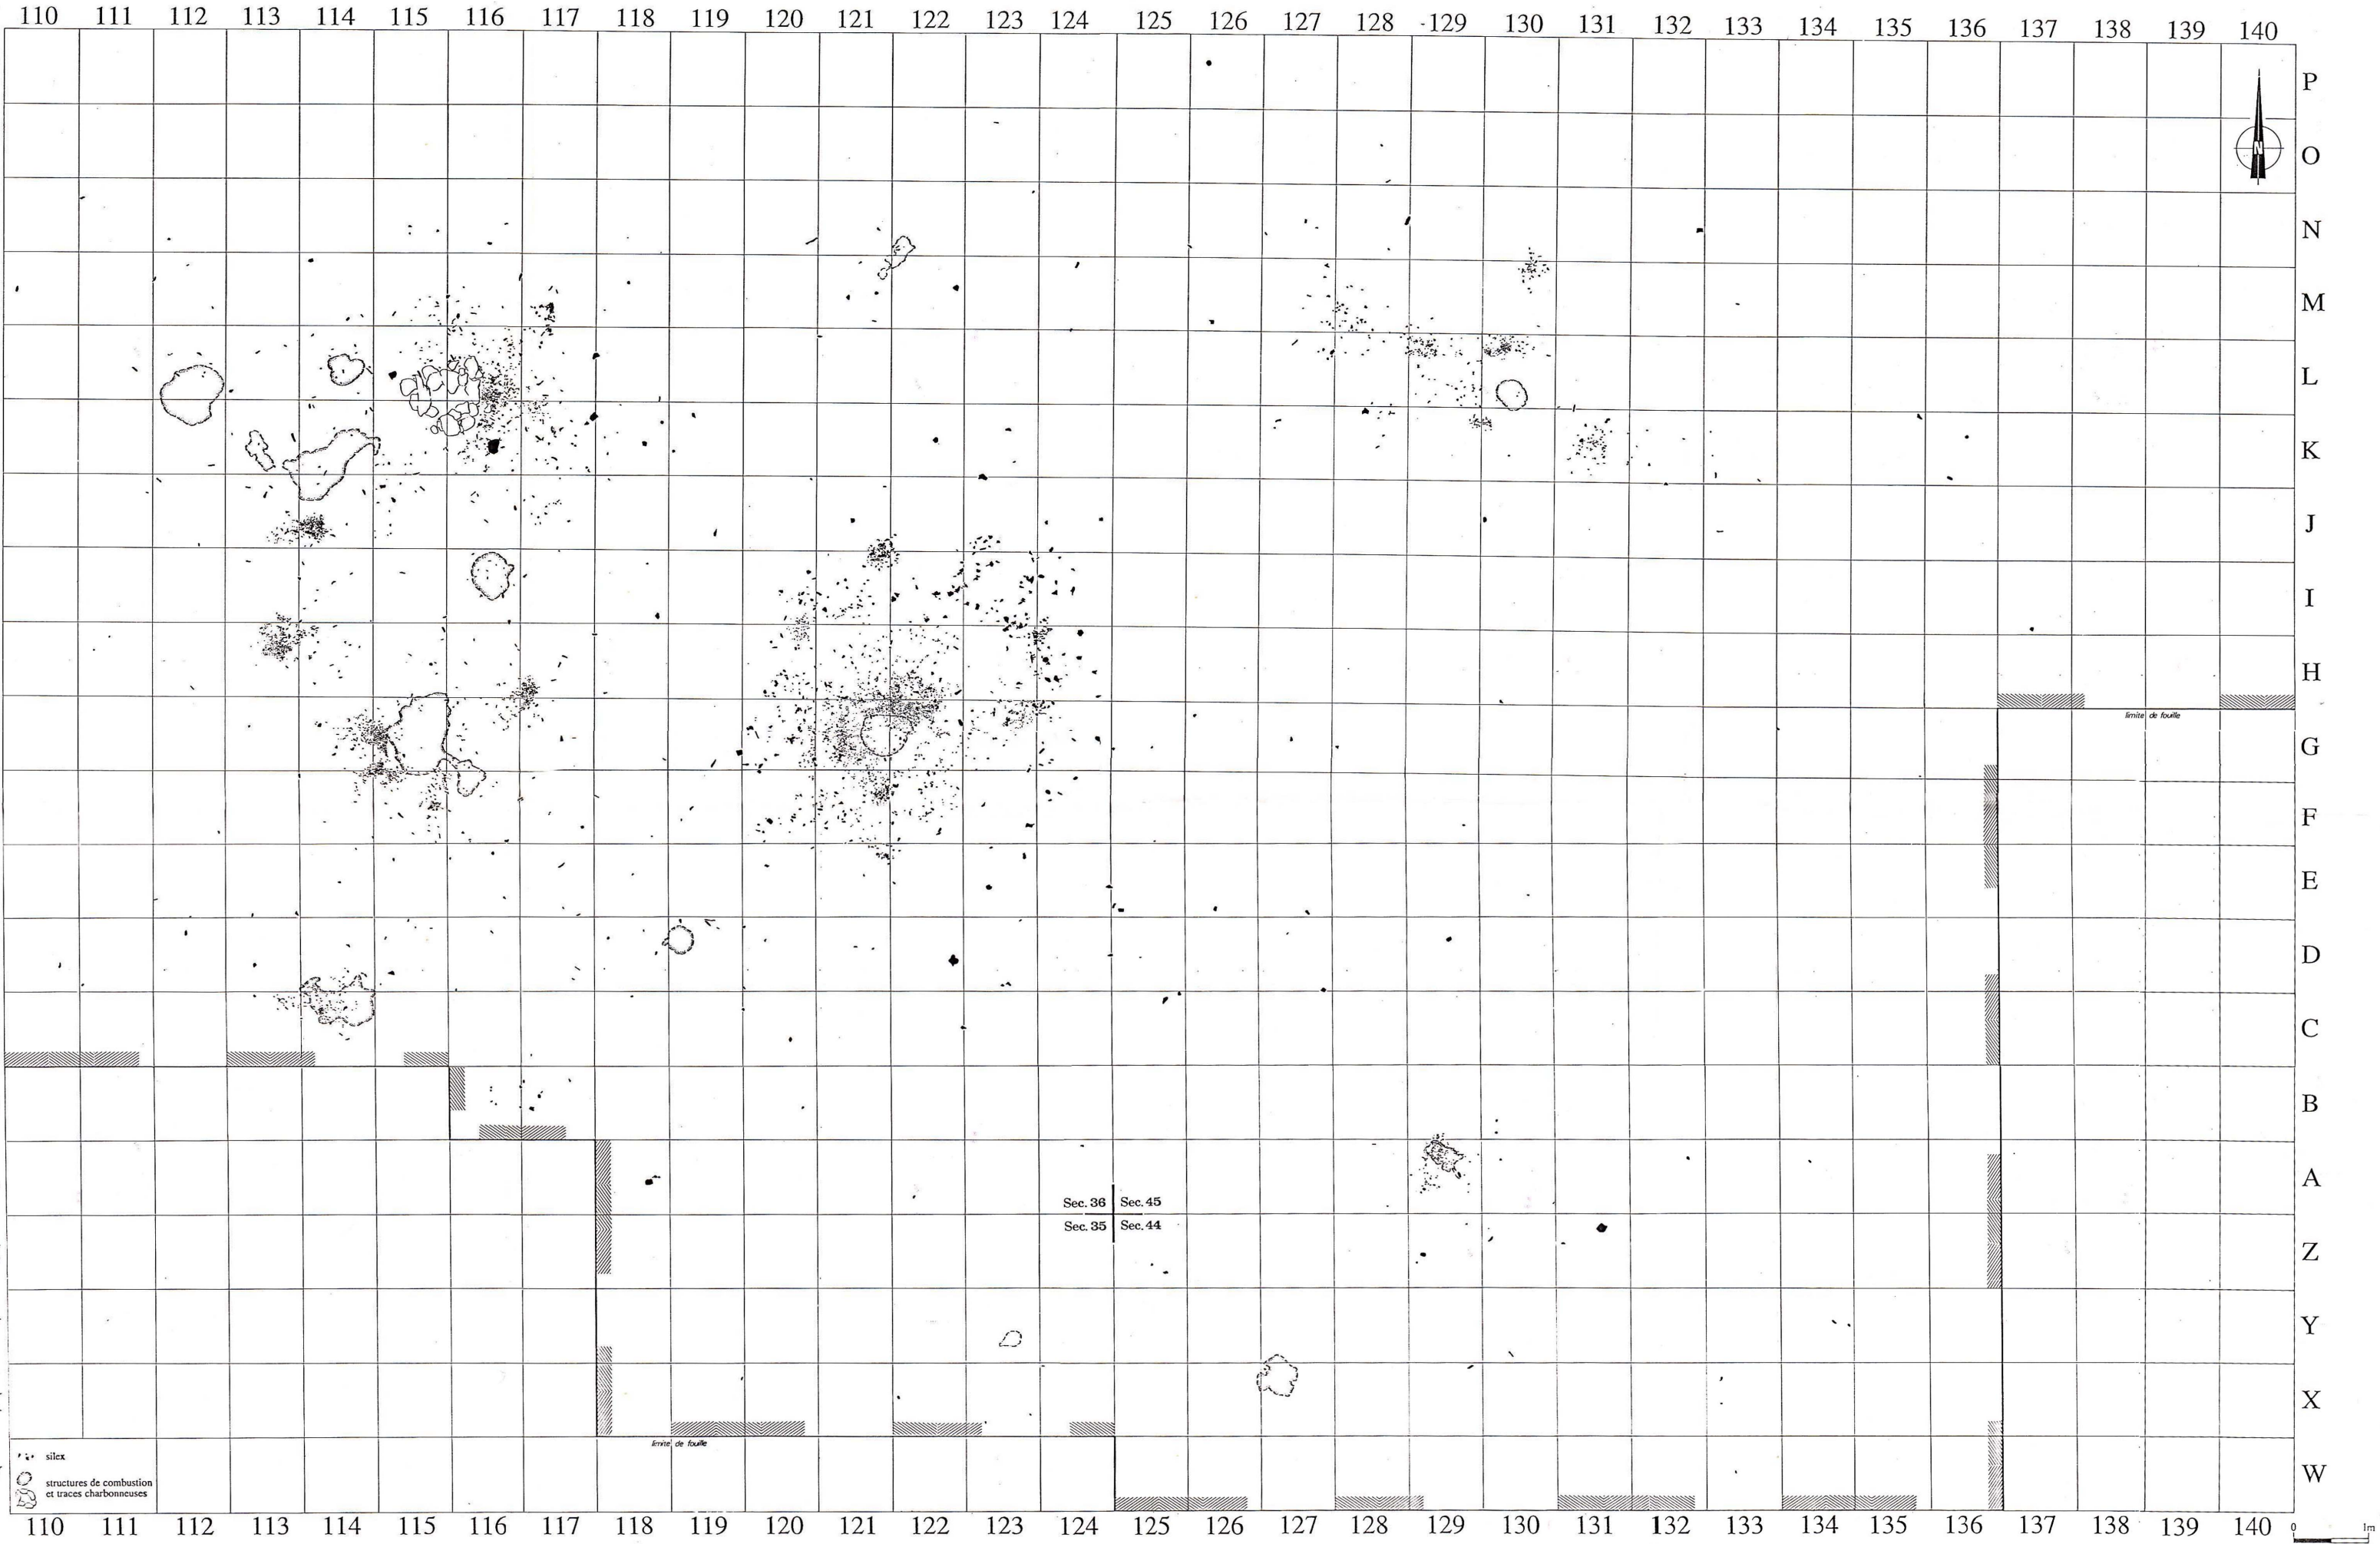 110 111 112 113 114 115 116 117 118 119 120 121 122 123 124 125 126 127 128 129 130 131 132 133 134 135 136 137 138 139 140
P
N
O
N
M
L
K
J
I
H
limite de fouille
G
F
E
D
C
B
A
Sec. 36 Sec. 45
Sec. 35 Sec. 44
Z
Y
X
limite de fouille
silex
W
structures de combustion
et traces charbonneuses
110 111 112 113 114 115 116 117 118 119 120 121 122 123 124 125 126 127 128 129 130 131 132 133 134 135 136 137 138 139 140
0 1m